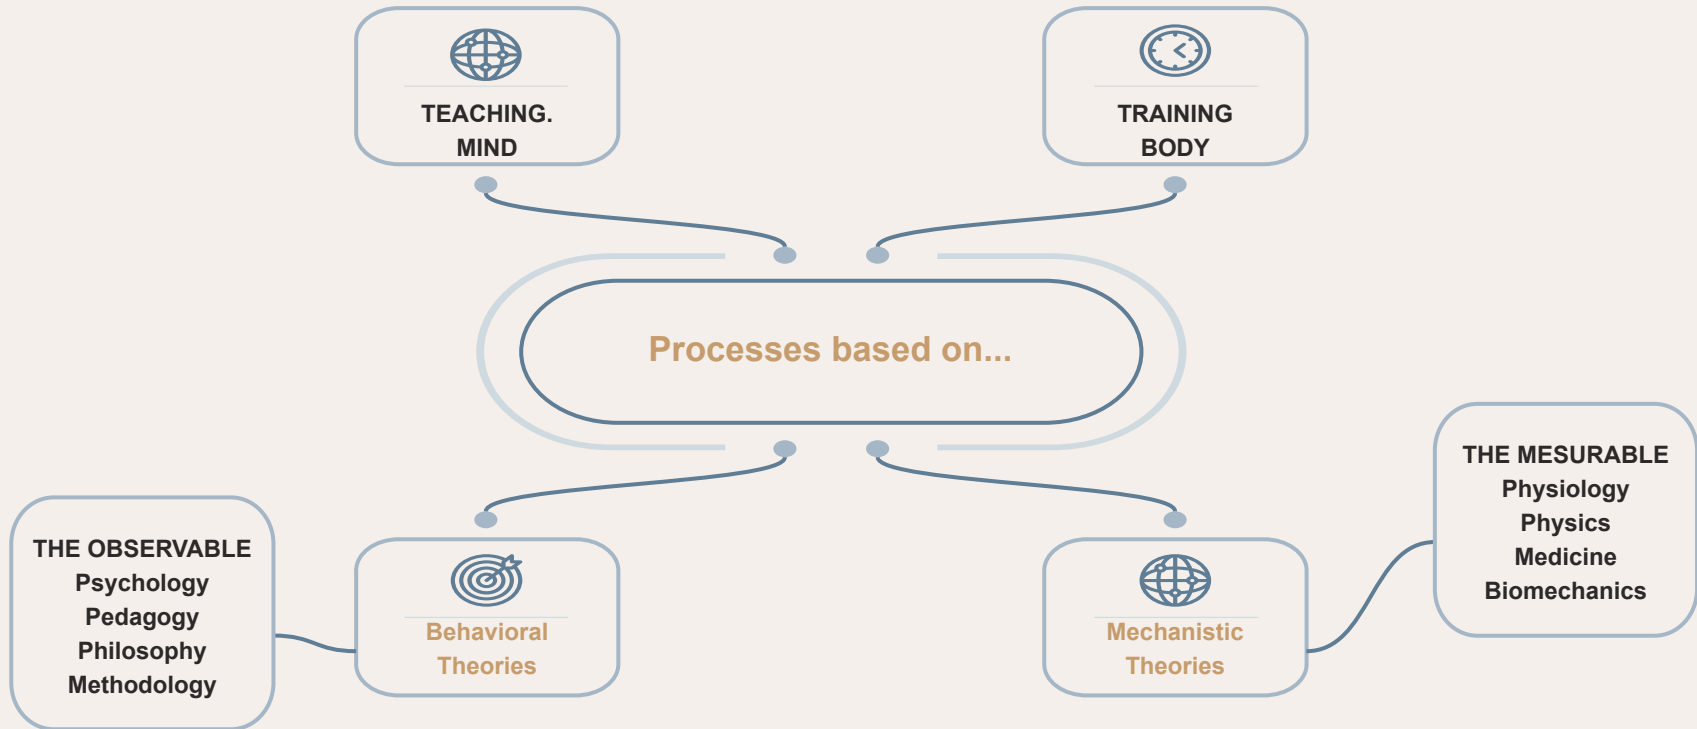 TEACHING.
MIND
TRAINING
BODY
Processes based on...
THE OBSERVABLE
Psychology
Pedagogy
Philosophy
Methodology
Behavioral
Theories
Mechanistic
Theories
THE MESURABLE
Physiology
Physics
Medicine
Biomechanics